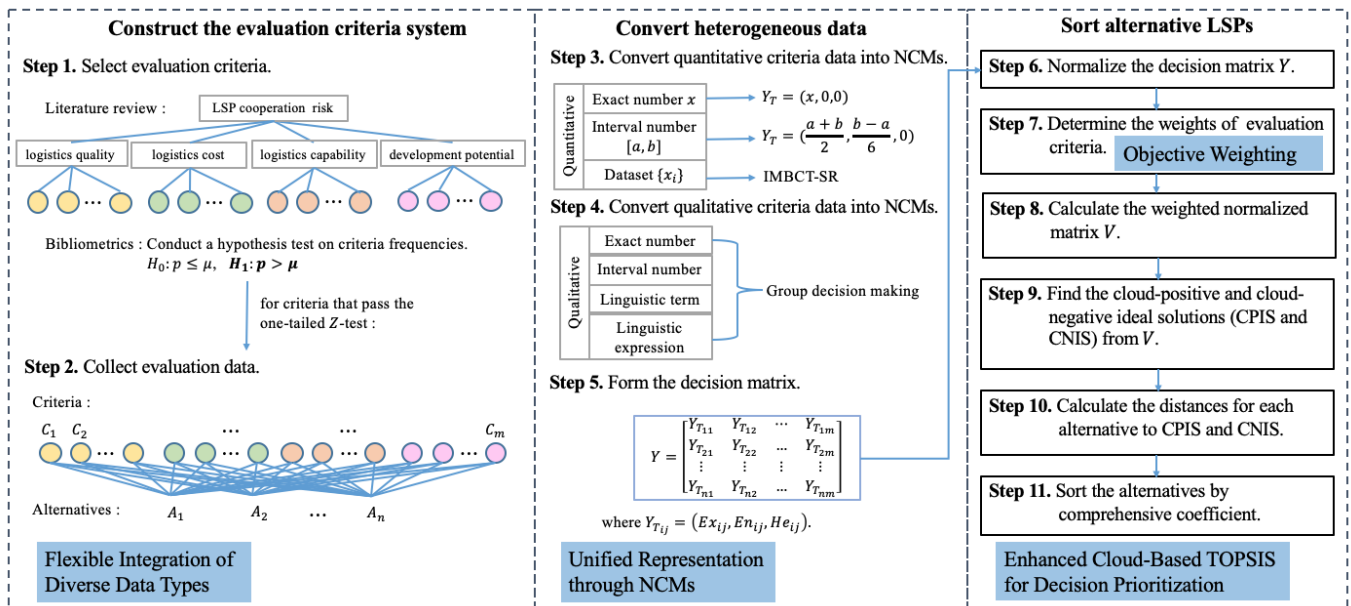 Construct the evaluation criteria system
Step 1. Select evaluation criteria.
Literature review :
LSP cooperation risk
logistics quality
logistics cost
logistics capability
development potential
...
...
...
...
Bibliometrics : Conduct a hypothesis test on criteria frequencies.
H₀: p ≤ μ, H₁: p > μ
for criteria that pass the
one-tailed Z-test :
Step 2. Collect evaluation data.
Criteria :
C₁ C₂ ... ... Cₘ
... ... ... ...
Alternatives : A₁ A₂ ... Aₙ
Flexible Integration of
Diverse Data Types
Convert heterogeneous data
Step 3. Convert quantitative criteria data into NCMs.
Quantitative
Exact number x
Y_T = (x, 0,0)
Interval number
[a, b]
Y_T = ((a + b)/2, (b − a)/6, 0)
Dataset {xᵢ}
IMBCT-SR
Step 4. Convert qualitative criteria data into NCMs.
Qualitative
Exact number
Interval number
Linguistic term
Linguistic
expression
Group decision making
Step 5. Form the decision matrix.
Y =
Y_T₁₁ Y_T₁₂ ... Y_T₁ₘ
Y_T₂₁ Y_T₂₂ ... Y_T₂ₘ
⋮ ⋮ ⋮ ⋮
Y_Tₙ₁ Y_Tₙ₂ ... Y_Tₙₘ
where Y_Tᵢⱼ = (Exᵢⱼ, Enᵢⱼ, Heᵢⱼ).
Unified Representation
through NCMs
Sort alternative LSPs
Step 6. Normalize the decision matrix Y.
Step 7. Determine the weights of evaluation
criteria.
Objective Weighting
Step 8. Calculate the weighted normalized
matrix V.
Step 9. Find the cloud-positive and cloud-
negative ideal solutions (CPIS and
CNIS) from V.
Step 10. Calculate the distances for each
alternative to CPIS and CNIS.
Step 11. Sort the alternatives by
comprehensive coefficient.
Enhanced Cloud-Based TOPSIS
for Decision Prioritization